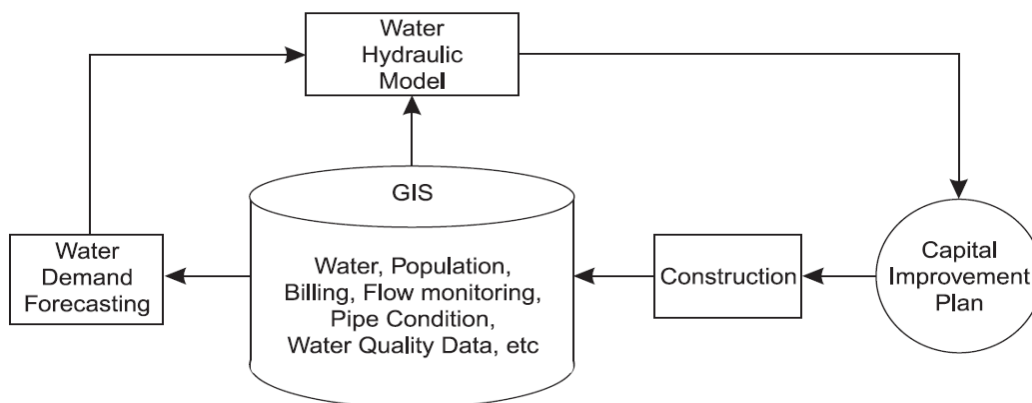 Water
Hydraulic
Model
GIS
Water, Population,
Billing, Flow monitoring,
Pipe Condition,
Water Quality Data, etc
Water
Demand
Forecasting
Construction
Capital
Improvement
Plan